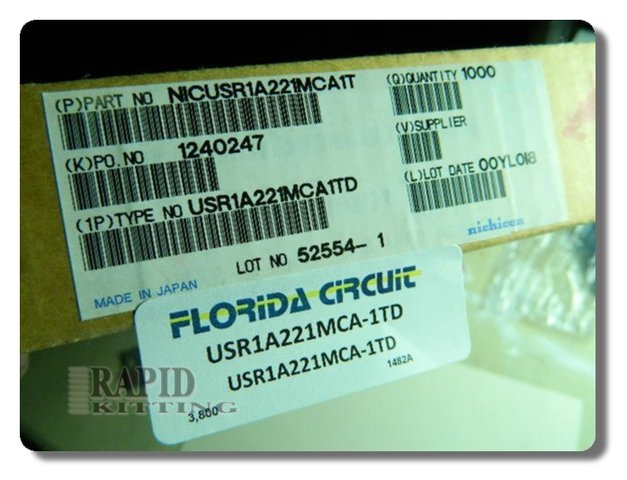 (P)PART NO NICUSR1A221MCA1T
(Q)QUANTITY 1000
(K)PO.NO 1240247
(V)SUPPLIER
(1P)TYPE NO USR1A221MCA1TD
(L)LOT DATE 00YL018
LOT NO 52554-1
nichicon
MADE IN JAPAN
FLORIDA CIRCUIT
USR1A221MCA-1TD
USR1A221MCA-1TD
1482A
3,800
RAPID
KITTING